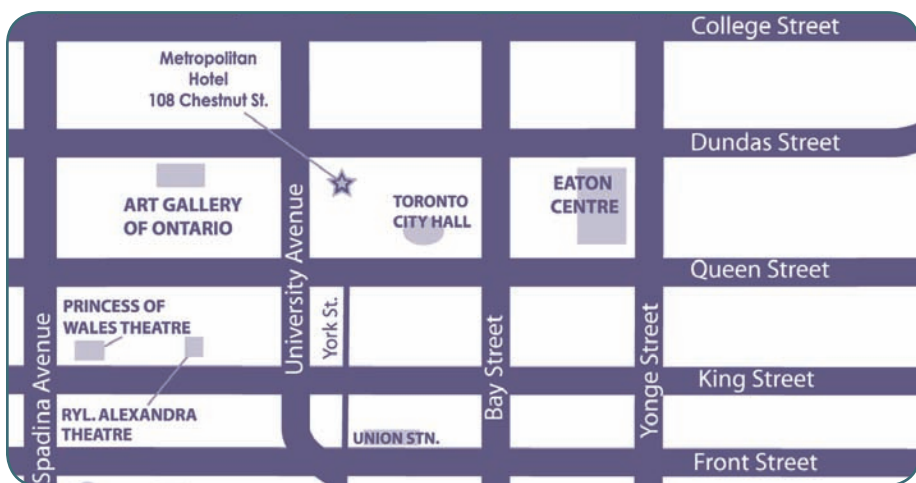 College Street
Metropolitan
Hotel
108 Chestnut St.
Dundas Street
ART GALLERY
OF ONTARIO
University Avenue
TORONTO
CITY HALL
EATON
CENTRE
Queen Street
PRINCESS OF
WALES THEATRE
York St.
Spadina Avenue
Bay Street
Yonge Street
King Street
RYL. ALEXANDRA
THEATRE
UNION STN.
Front Street